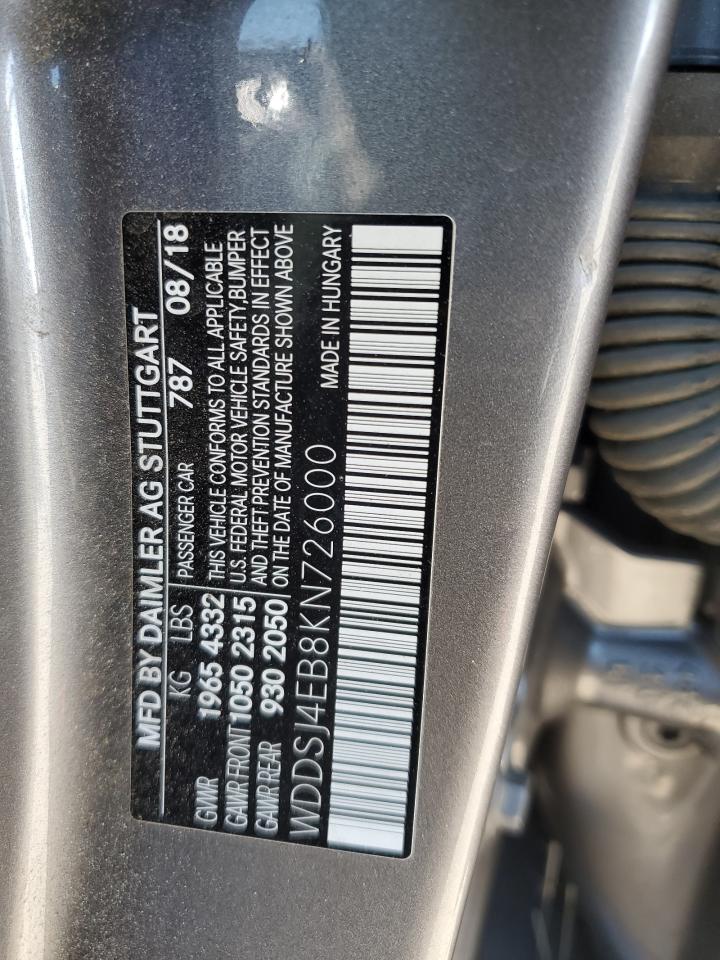 MFD BY DAIMLER AG STUTTGART
KG LBS PASSENGER CAR 787 08/18
GVWR 1965 4332 THIS VEHICLE CONFORMS TO ALL APPLICABLE
GAWR FRONT 1050 2315 U.S. FEDERAL MOTOR VEHICLE SAFETY, BUMPER
GAWR REAR 930 2050 AND THEFT PREVENTION STANDARDS IN EFFECT
ON THE DATE OF MANUFACTURE SHOWN ABOVE
WDDSJ4EB8KN726000 MADE IN HUNGARY